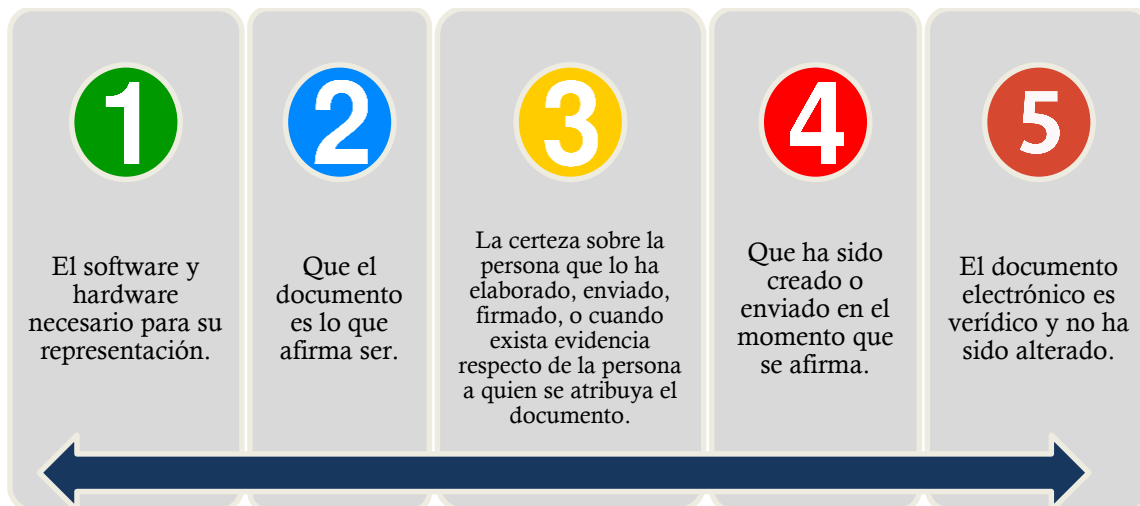 1
El software y
hardware
necesario para su
representación.
2
Que el
documento
es lo que
afirma ser.
3
La certeza sobre la
persona que lo ha
elaborado, enviado,
firmado, o cuando
exista evidencia
respecto de la persona
a quien se atribuya el
documento.
4
Que ha sido
creado o
enviado en el
momento que
se afirma.
5
El documento
electrónico es
verídico y no ha
sido alterado.